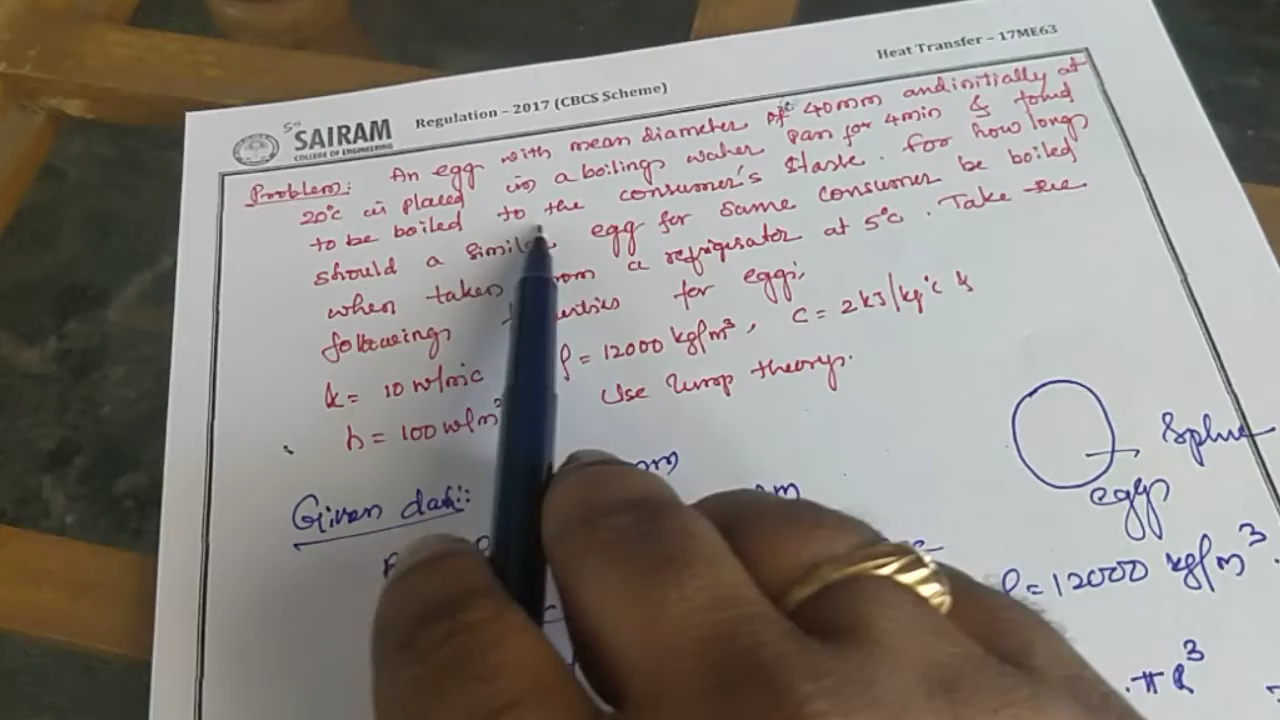 Heat Transfer – 17ME63
Regulation – 2017 (CBCS Scheme)
SAIRAM
COLLEGE OF ENGINEERING
Problem: An egg with mean diameter of 40mm and initially at
20°C is placed in a boiling water pan for 4min & found
to be boiled to the consumer's For how long
should a similar egg for same consumer be boiled
when taken a refrigerator at 5°C. Take the
following for egg:
k = 10 w/m°C ρ = 12000 kg/m³, C = 2 kJ/kg°C &
h = 100 w/m² Use lump theory.
Given data:
Sphere
egg
ρ = 12000 kg/m³.
πR³